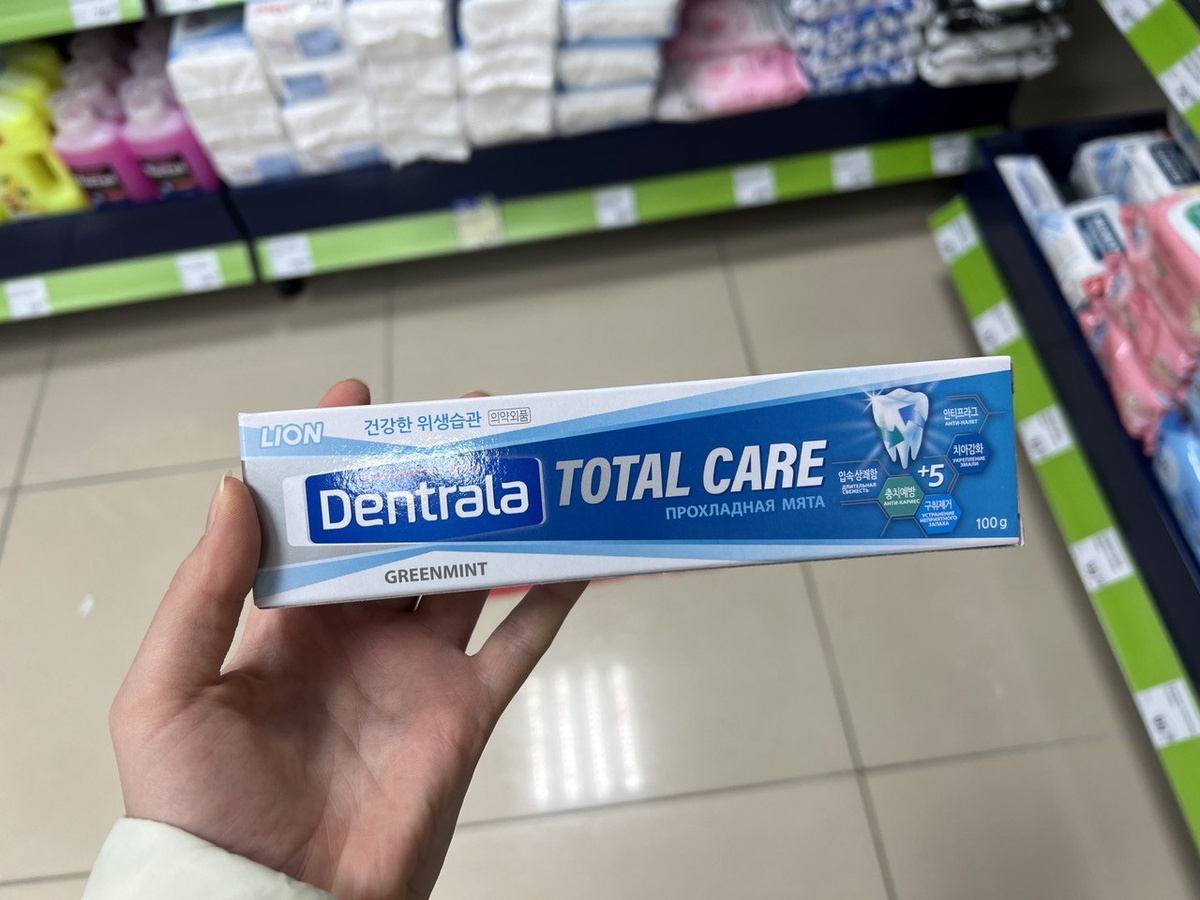 LION
건강한 위생습관 의약외품
Dentrala
TOTAL CARE
ПРОХЛАДНАЯ МЯТА
GREENMINT
안티프라그
АНТИ-НАЛЕТ
치아강화
УКРЕПЛЕНИЕ
ЭМАЛИ
입속상쾌함
ДЛИТЕЛЬНАЯ
СВЕЖЕСТЬ
+5
충치예방
АНТИ-КАРИЕС
구취제거
УСТРАНЕНИЕ
НЕПРИЯТНОГО
ЗАПАХА
100 g